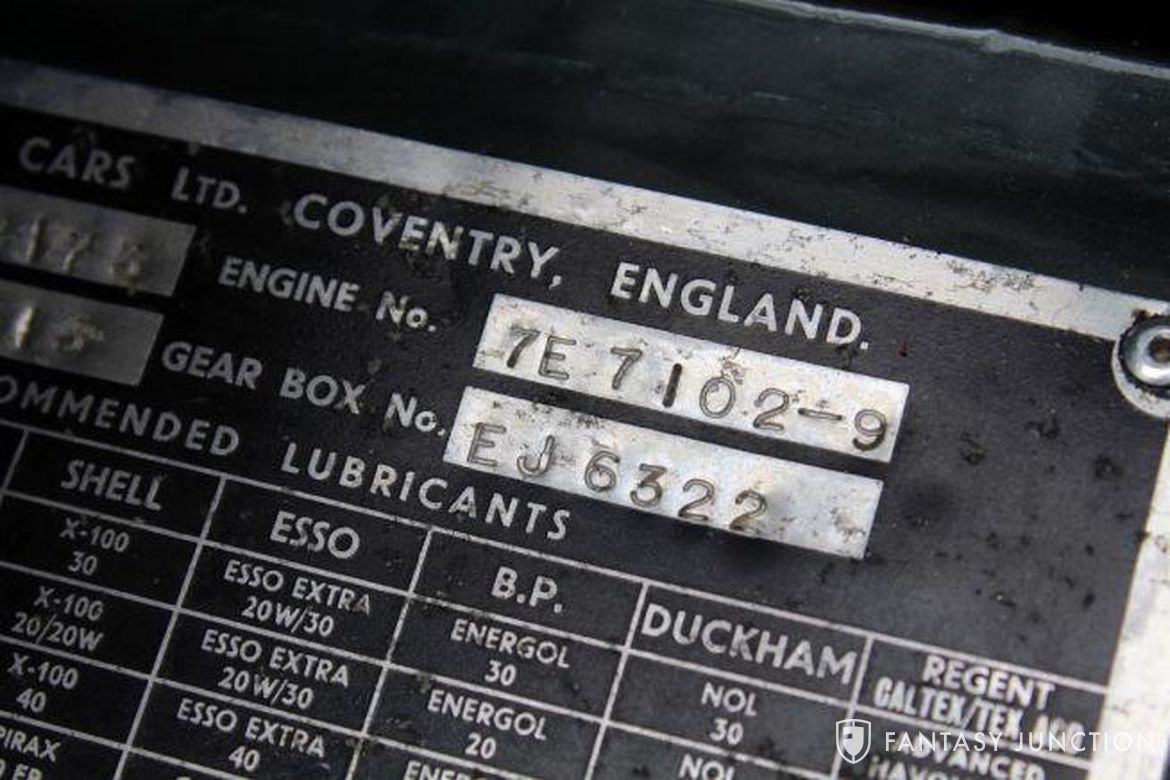 CARS LTD. COVENTRY, ENGLAND.
ENGINE No. 7E 7102-9
GEAR BOX No. EJ 6322
LUBRICANTS
SHELL ESSO B.P. DUCKHAM REGENT
CALTEX/TEX
X-100 30 ESSO EXTRA 20W/30 ENERGOL 30 NOL 30
X-100 20/20W ESSO EXTRA 20W/30 ENERGOL 20 NOL
X-100 40 ESSO EXTRA 40
FANTASY JUNCTION